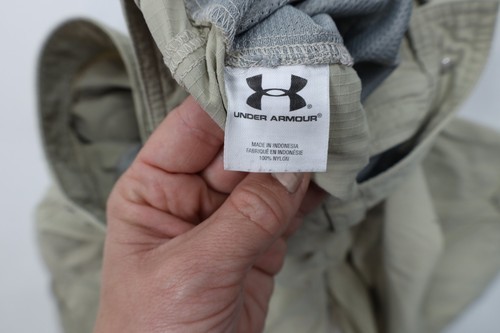 UNDER ARMOUR®
MADE IN INDONESIA
FABRIQUÉ EN INDONÉSIE
100% NYLON